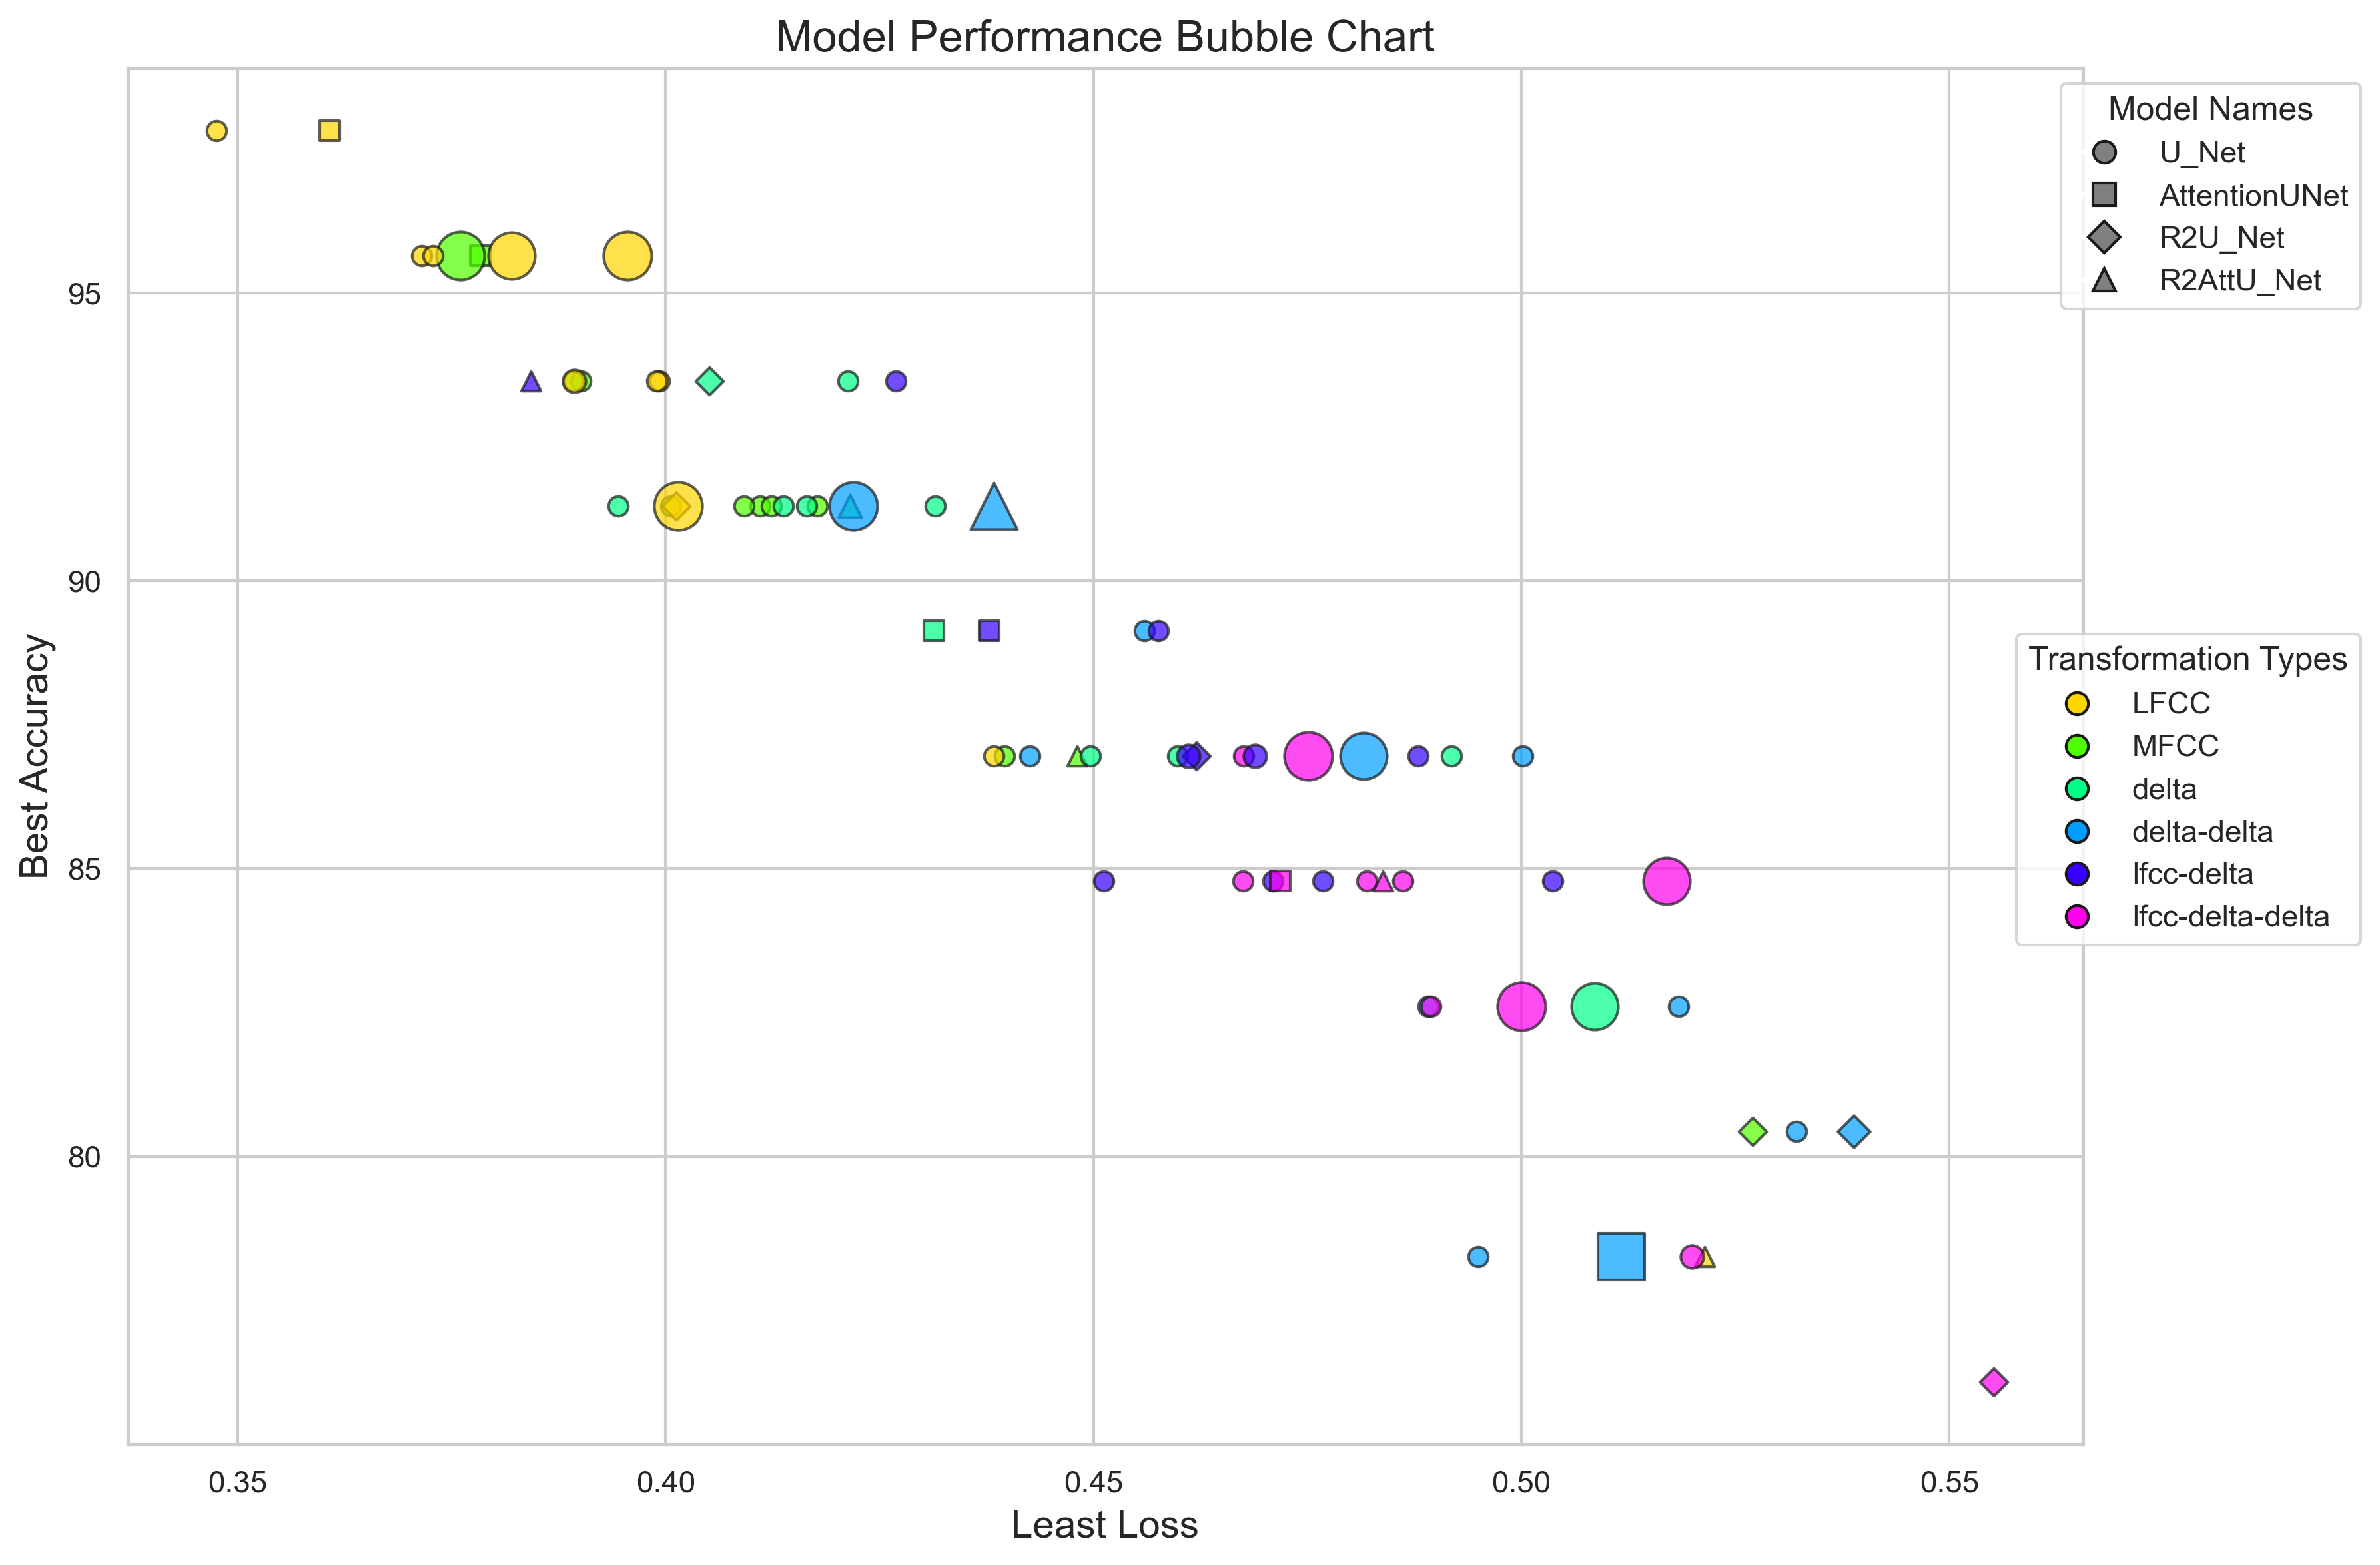 Model Performance Bubble Chart
Model Names
U_Net
AttentionUNet
R2U_Net
R2AttU_Net
95
90
85
80
Best Accuracy
Transformation Types
LFCC
MFCC
delta
delta-delta
lfcc-delta
lfcc-delta-delta
0.35 0.40 0.45 0.50 0.55
Least Loss